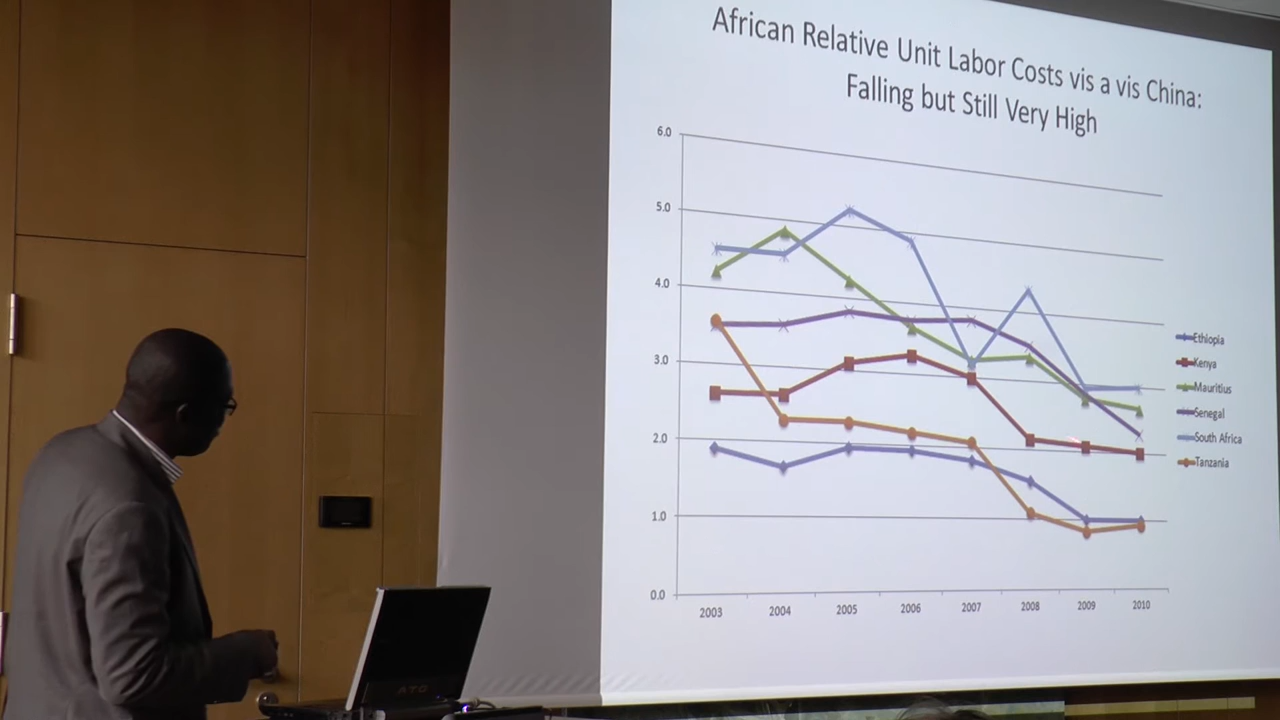 African Relative Unit Labor Costs vis a vis China:
Falling but Still Very High
6.0
5.0
4.0
3.0
2.0
1.0
0.0
2003 2004 2005 2006 2007 2008 2009 2010
Ethiopia
Kenya
Mauritius
Senegal
South Africa
Tanzania